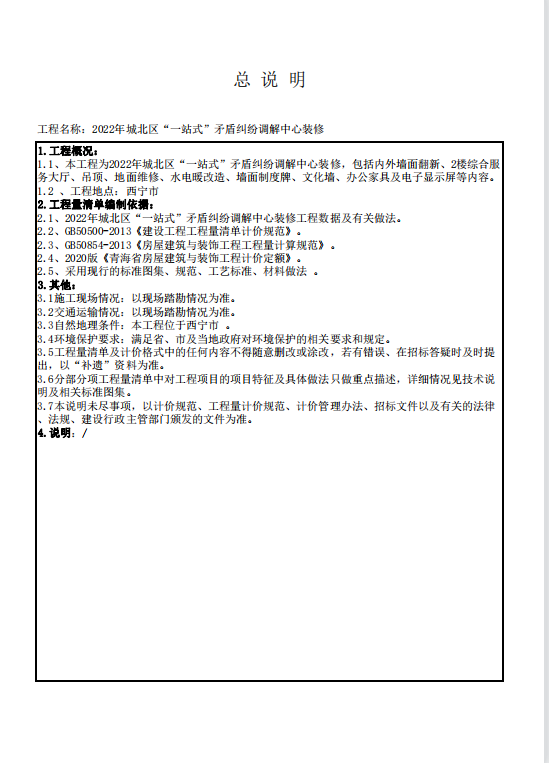 总 说 明
工程名称：2022年城北区“一站式”矛盾纠纷调解中心装修
1.工程概况：
1.1、本工程为2022年城北区“一站式”矛盾纠纷调解中心装修，包括内外墙面翻新、2楼综合服
务大厅、吊顶、地面维修、水电暖改造、墙面制度牌、文化墙、办公家具及电子显示屏等内容。
1.2 、工程地点：西宁市
2.工程量清单编制依据：
2.1、2022年城北区“一站式”矛盾纠纷调解中心装修工程数据及有关做法。
2.2、GB50500-2013《建设工程工程量清单计价规范》。
2.3、GB50854-2013《房屋建筑与装饰工程工程量计算规范》。
2.4、2020版《青海省房屋建筑与装饰工程计价定额》。
2.5、采用现行的标准图集、规范、工艺标准、材料做法 。
3.其他：
3.1施工现场情况：以现场踏勘情况为准。
3.2交通运输情况：以现场踏勘情况为准。
3.3自然地理条件：本工程位于西宁市 。
3.4环境保护要求：满足省、市及当地政府对环境保护的相关要求和规定。
3.5工程量清单及计价格式中的任何内容不得随意删改或涂改，若有错误、在招标答疑时及时提
出，以“补遗”资料为准。
3.6分部分项工程量清单中对工程项目的项目特征及具体做法只做重点描述，详细情况见技术说
明及相关标准图集。
3.7本说明未尽事项，以计价规范、工程量计价规范、计价管理办法、招标文件以及有关的法律
、法规、建设行政主管部门颁发的文件为准。
4.说明：/